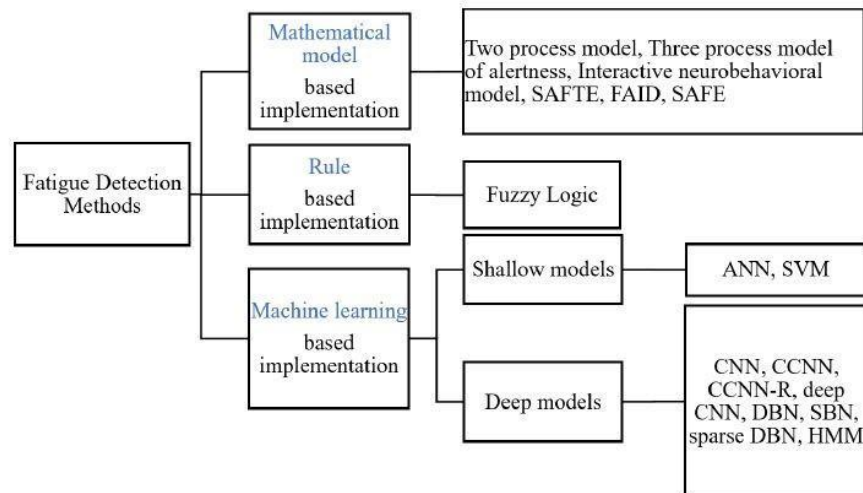 Fatigue Detection
Methods
Mathematical
model
based
implementation
Two process model, Three process model
of alertness, Interactive neurobehavioral
model, SAFTE, FAID, SAFE
Rule
based
implementation
Fuzzy Logic
Machine learning
based
implementation
Shallow models
ANN, SVM
Deep models
CNN, CCNN,
CCNN-R, deep
CNN, DBN, SBN,
sparse DBN, HMM